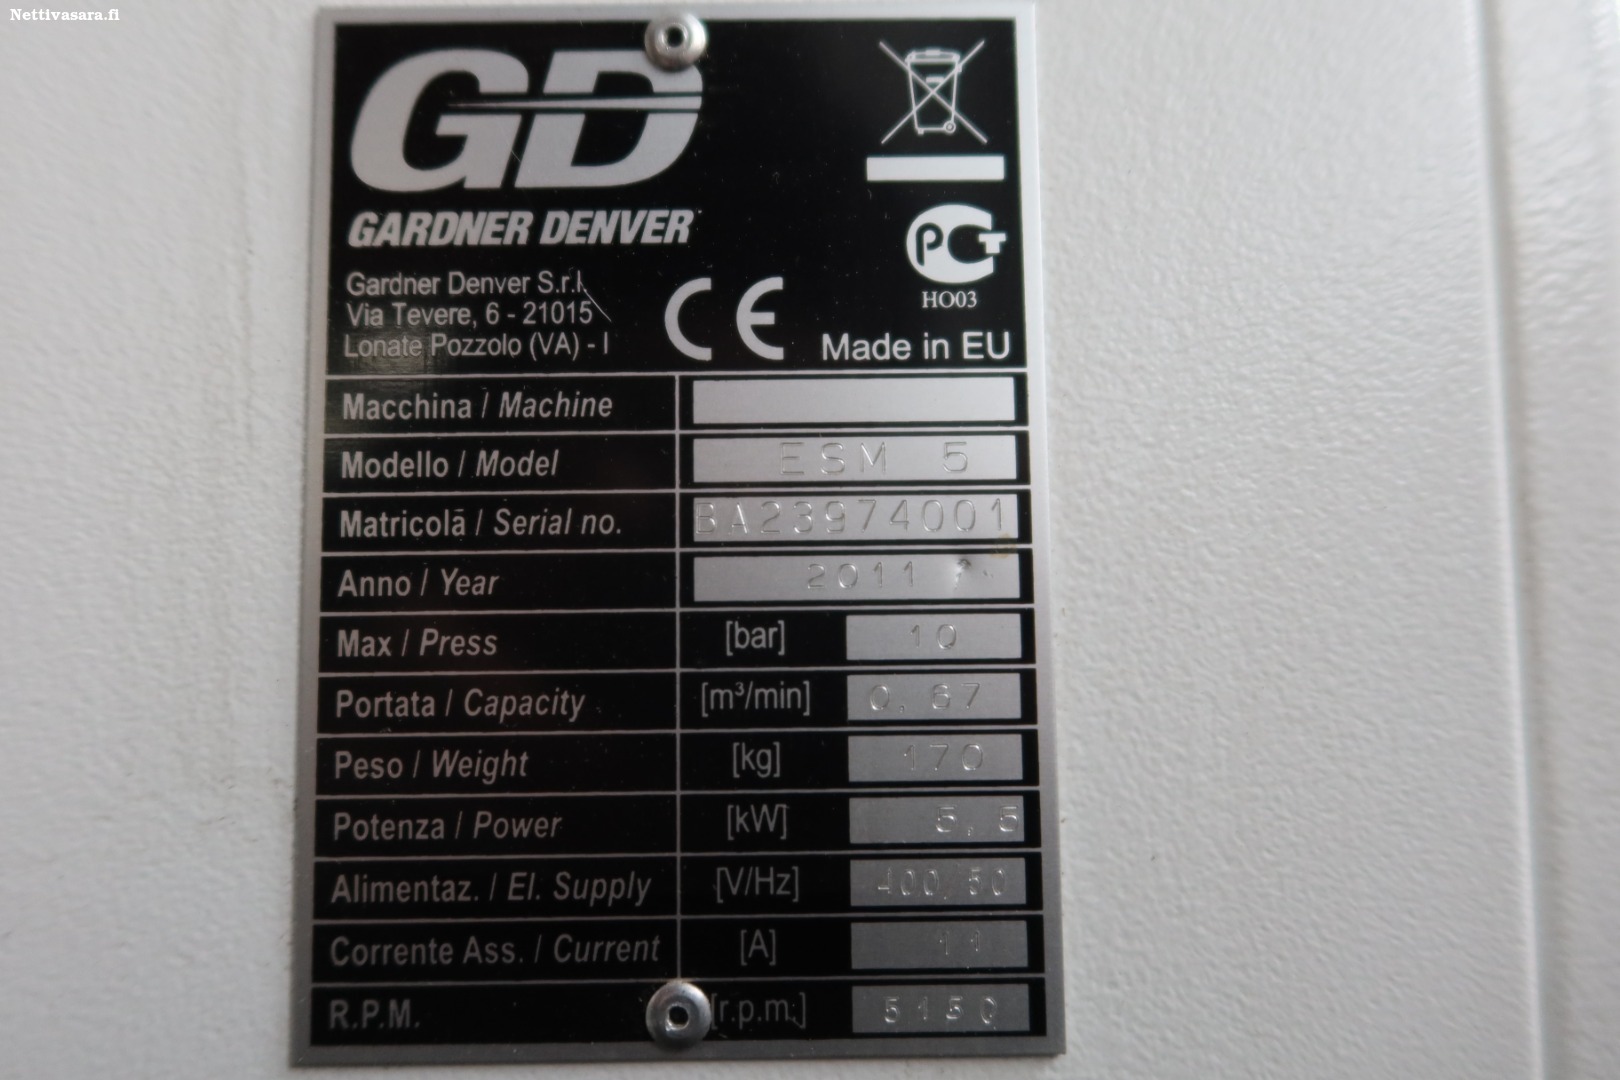 Nettivasara.fi
GD
GARDNER DENVER
Gardner Denver S.r.l.
Via Tevere, 6 - 21015
Lonate Pozzolo (VA) - I
PCT
HO03
CE
Made in EU
Macchina / Machine
Modello / Model ESM 5
Matricola / Serial no. BA23974001
Anno / Year 2011
Max / Press [bar] 10
Portata / Capacity [m³/min] 0.67
Peso / Weight [kg] 170
Potenza / Power [kW] 5,5
Alimentaz. / El. Supply [V/Hz] 400/50
Corrente Ass. / Current [A] 11
R.P.M. [r.p.m.] 5150